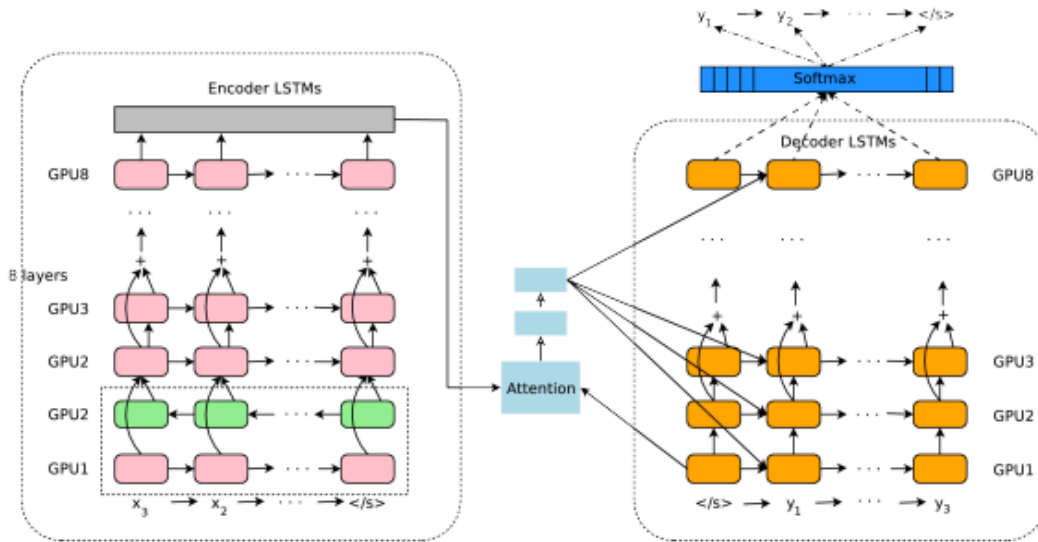 y₁ → y₂ → · · · → </s>
Softmax
Encoder LSTMs
Decoder LSTMs
GPU8
GPU8
· · ·
8 layers
+ + +
+ + +
GPU3
GPU3
GPU2
Attention
GPU2
GPU2
GPU1
GPU1
x₃ → x₂ → · · · → </s>
</s> → y₁ → · · · → y₃